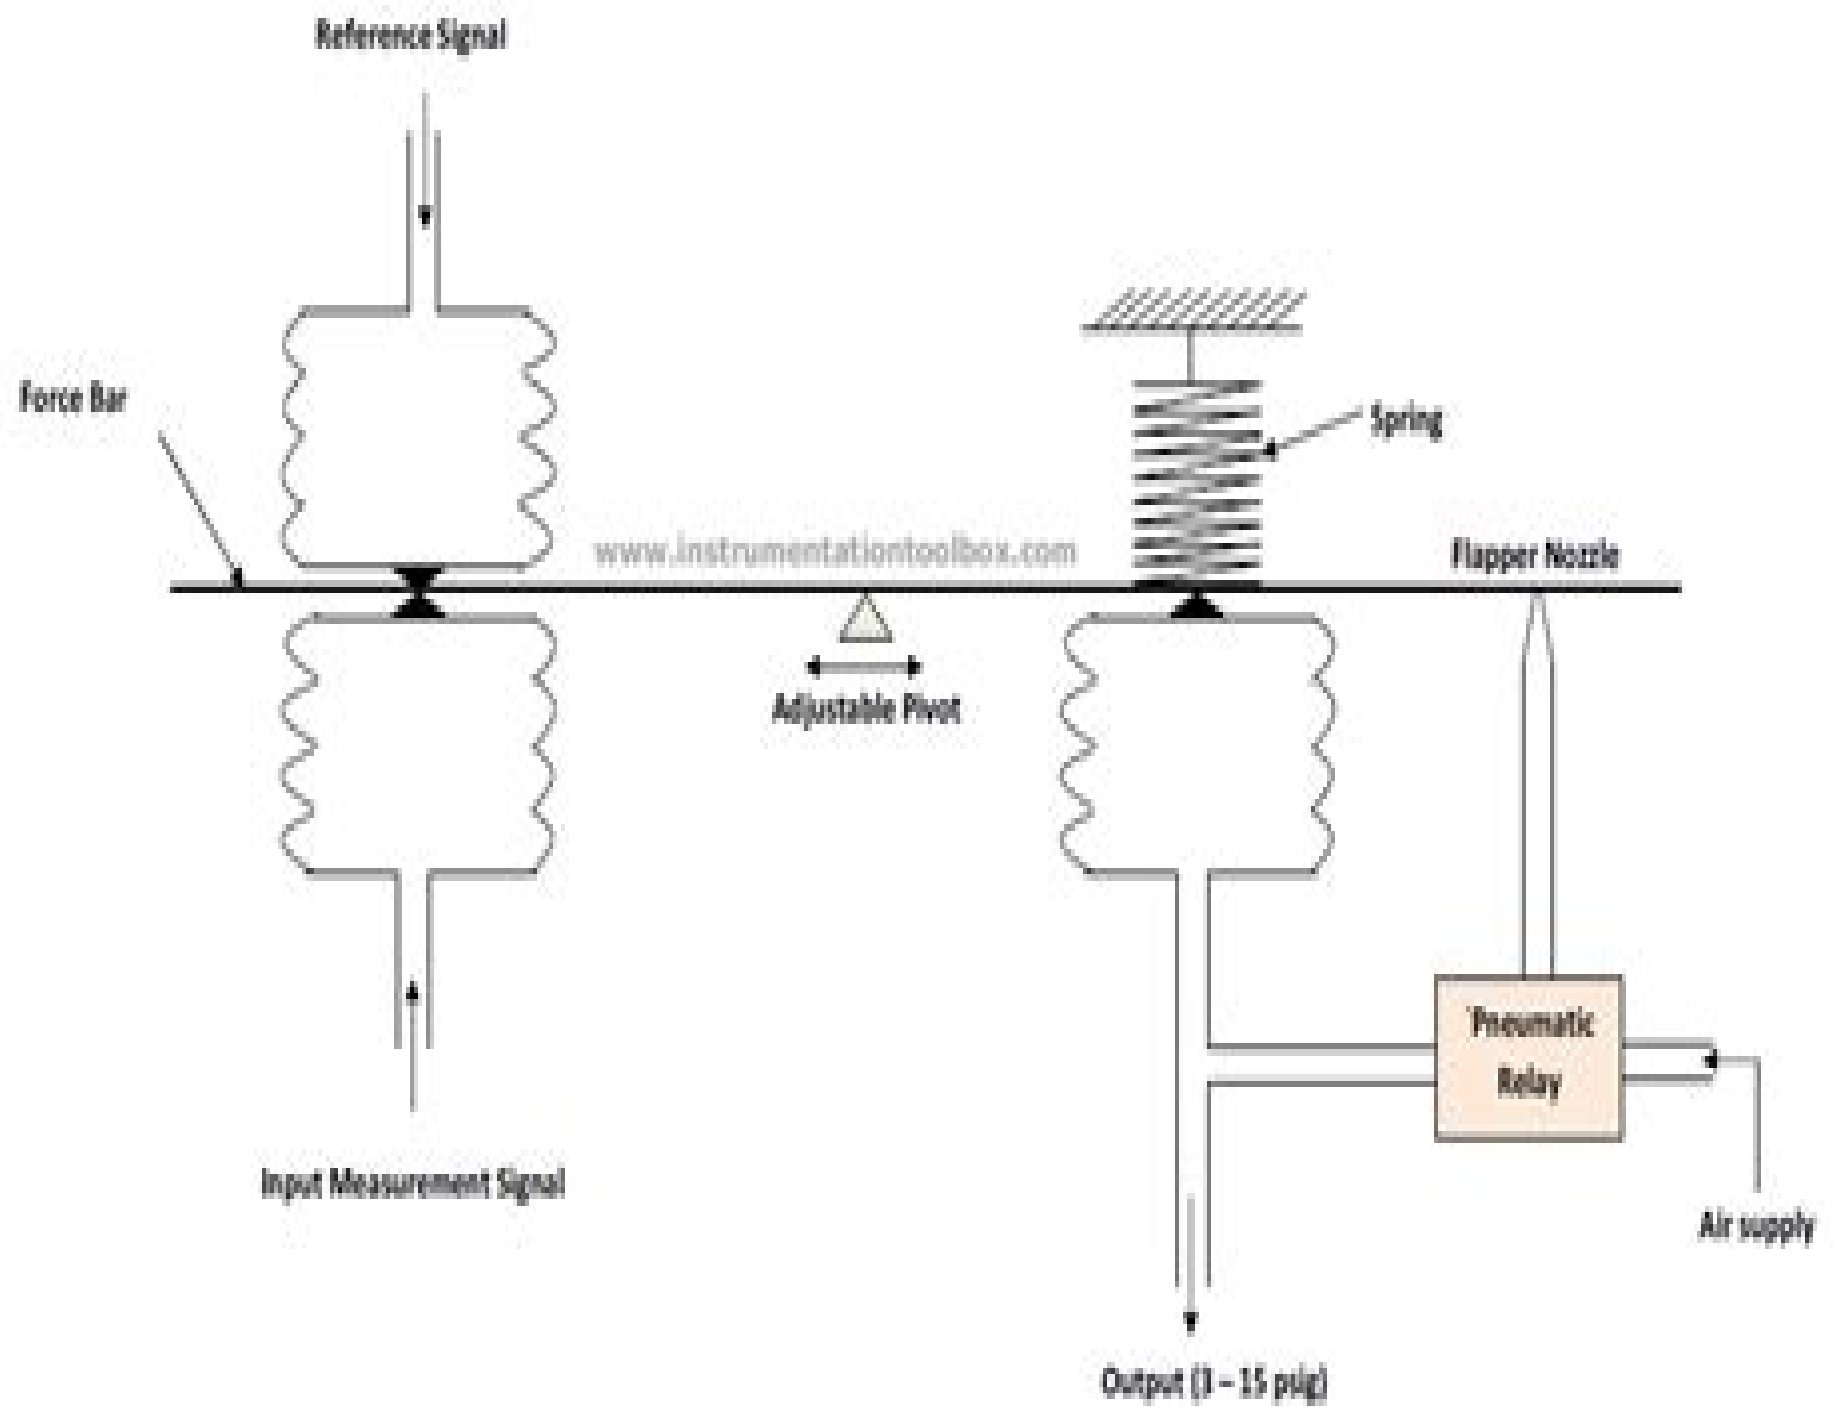 Reference Signal
Force Bar
Spring
www.instrumentationtoolbox.com
Flapper Nozzle
Adjustable Pivot
Pneumatic
Relay
Input Measurement Signal
Air supply
Output (3 – 15 psig)